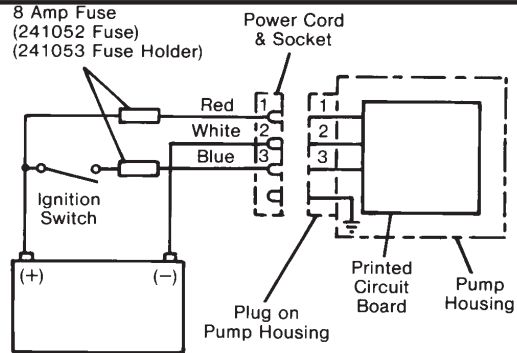 8 Amp Fuse
(241052 Fuse)
(241053 Fuse Holder)
Power Cord
& Socket
Red
1
1
White
2
2
Blue
3
3
Ignition
Switch
(+)
(−)
Plug on
Pump Housing
Printed
Circuit
Board
Pump
Housing